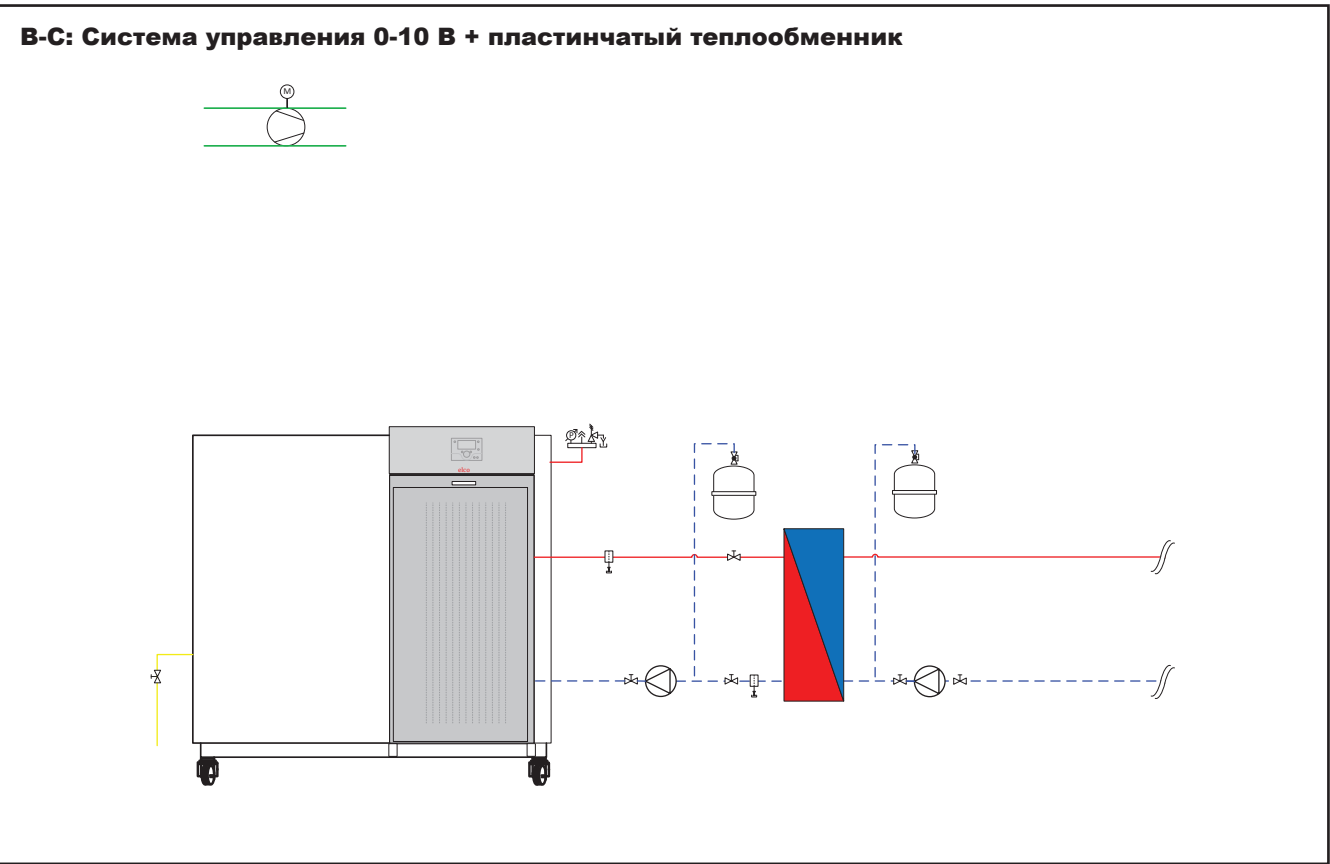 B-C: Система управления 0-10 В + пластинчатый теплообменник
M
P
elco